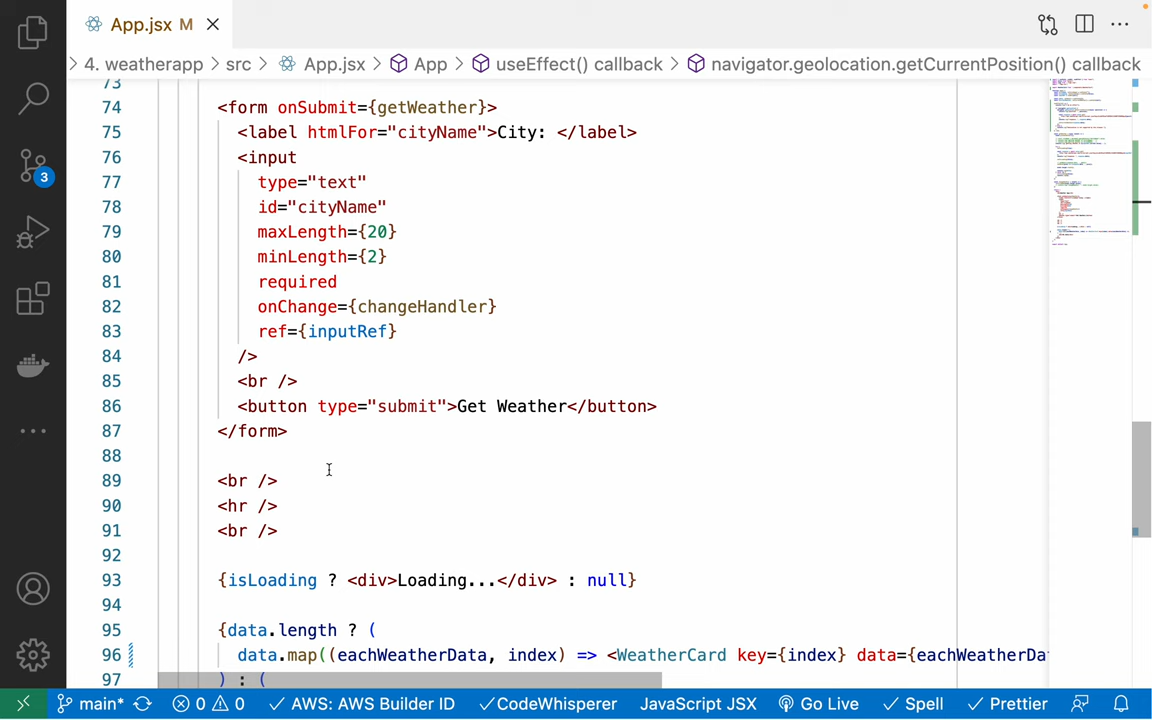 App.jsx M
4. weatherapp > src > App.jsx > App > useEffect() callback > navigator.geolocation.getCurrentPosition() callback
73
74 <form onSubmit={getWeather}>
75 <label htmlFor="cityName">City: </label>
76 <input
77 type="text"
78 id="cityName"
79 maxLength={20}
80 minLength={2}
81 required
82 onChange={changeHandler}
83 ref={inputRef}
84 />
85 <br />
86 <button type="submit">Get Weather</button>
87 </form>
88
89 <br />
90 <hr />
91 <br />
92
93 {isLoading ? <div>Loading...</div> : null}
94
95 {data.length ? (
96 data.map((eachWeatherData, index) => <WeatherCard key={index} data={eachWeatherDat
97 ) : (
3
main* 0 0 AWS: AWS Builder ID CodeWhisperer JavaScript JSX Go Live Spell Prettier